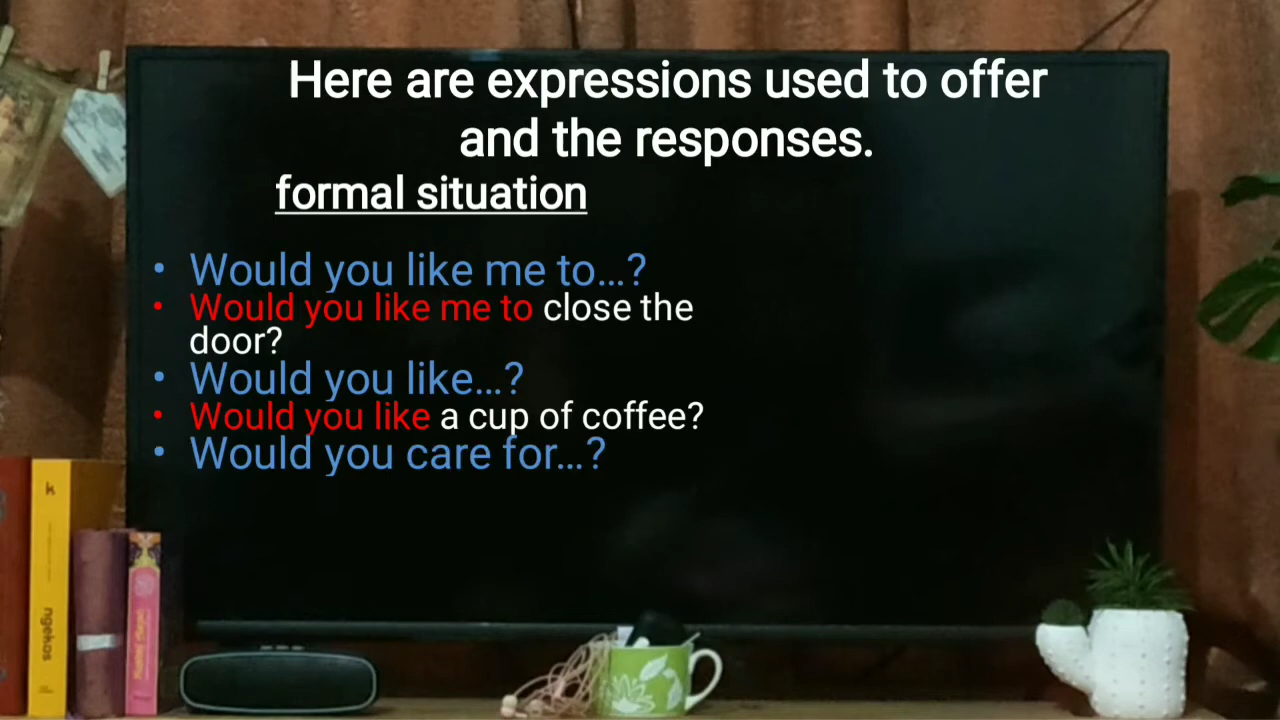 Here are expressions used to offer
and the responses.
formal situation
• Would you like me to...?
• Would you like me to close the
door?
• Would you like...?
• Would you like a cup of coffee?
• Would you care for...?
k
ngekos